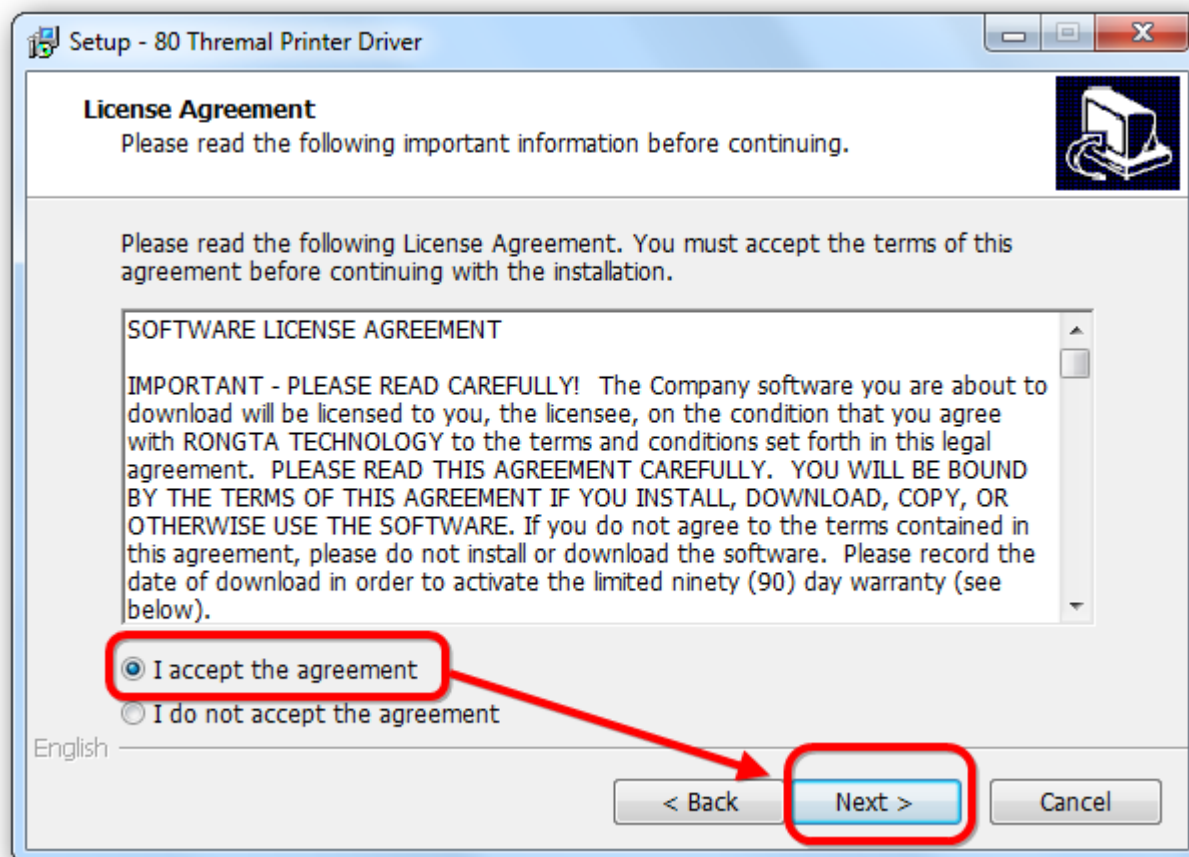 Setup - 80 Thremal Printer Driver
License Agreement
Please read the following important information before continuing.
Please read the following License Agreement. You must accept the terms of this
agreement before continuing with the installation.
SOFTWARE LICENSE AGREEMENT
IMPORTANT - PLEASE READ CAREFULLY!  The Company software you are about to
download will be licensed to you, the licensee, on the condition that you agree
with RONGTA TECHNOLOGY to the terms and conditions set forth in this legal
agreement.  PLEASE READ THIS AGREEMENT CAREFULLY.  YOU WILL BE BOUND
BY THE TERMS OF THIS AGREEMENT IF YOU INSTALL, DOWNLOAD, COPY, OR
OTHERWISE USE THE SOFTWARE. If you do not agree to the terms contained in
this agreement, please do not install or download the software.  Please record the
date of download in order to activate the limited ninety (90) day warranty (see
below).
I accept the agreement
I do not accept the agreement
English
< Back Next > Cancel